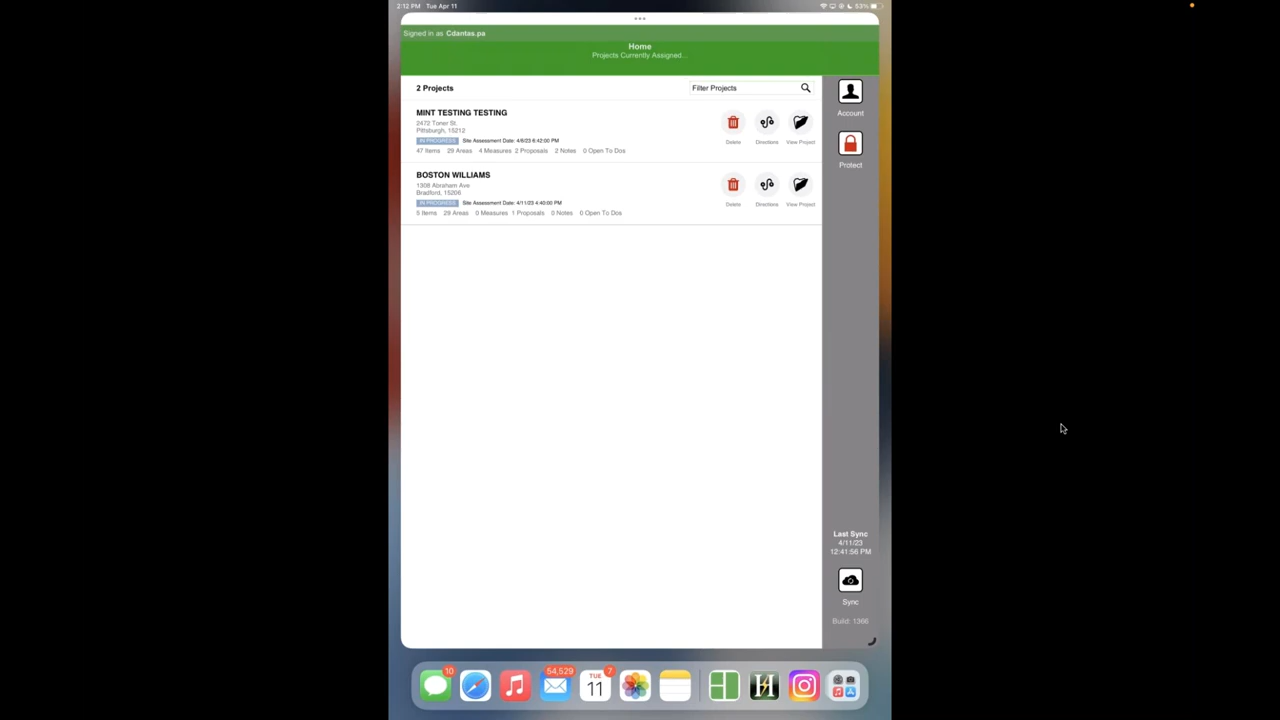 2:12 PM Tue Apr 11
53%
Signed in as Cdantas.pa
Home
Projects Currently Assigned...
2 Projects
Filter Projects
Account
MINT TESTING TESTING
2472 Toner St.
Pittsburgh, 15212
IN PROGRESS Site Assessment Date: 4/6/23 6:42:00 PM
47 Items 29 Areas 4 Measures 2 Proposals 2 Notes 0 Open To Dos
Delete Directions View Project
Protect
BOSTON WILLIAMS
1308 Abraham Ave
Bradford, 15206
IN PROGRESS Site Assessment Date: 4/11/23 4:40:00 PM
5 Items 29 Areas 0 Measures 1 Proposals 0 Notes 0 Open To Dos
Delete Directions View Project
Last Sync
4/11/23
12:41:56 PM
Sync
Build: 1366
10
54,529
7
TUE
11
H